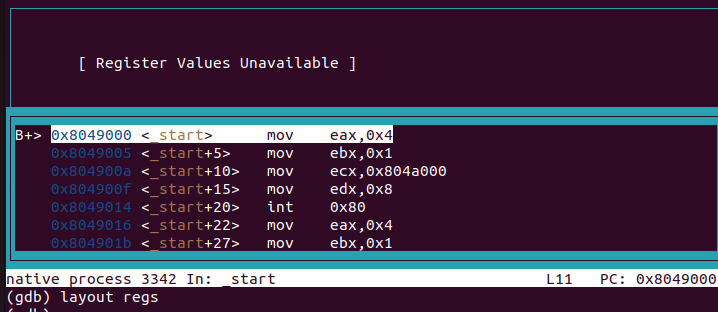 [ Register Values Unavailable ]
B+> 0x8049000 <_start> mov eax,0x4
0x8049005 <_start+5> mov ebx,0x1
0x804900a <_start+10> mov ecx,0x804a000
0x804900f <_start+15> mov edx,0x8
0x8049014 <_start+20> int 0x80
0x8049016 <_start+22> mov eax,0x4
0x804901b <_start+27> mov ebx,0x1
native process 3342 In: _start L11 PC: 0x8049000
(gdb) layout regs